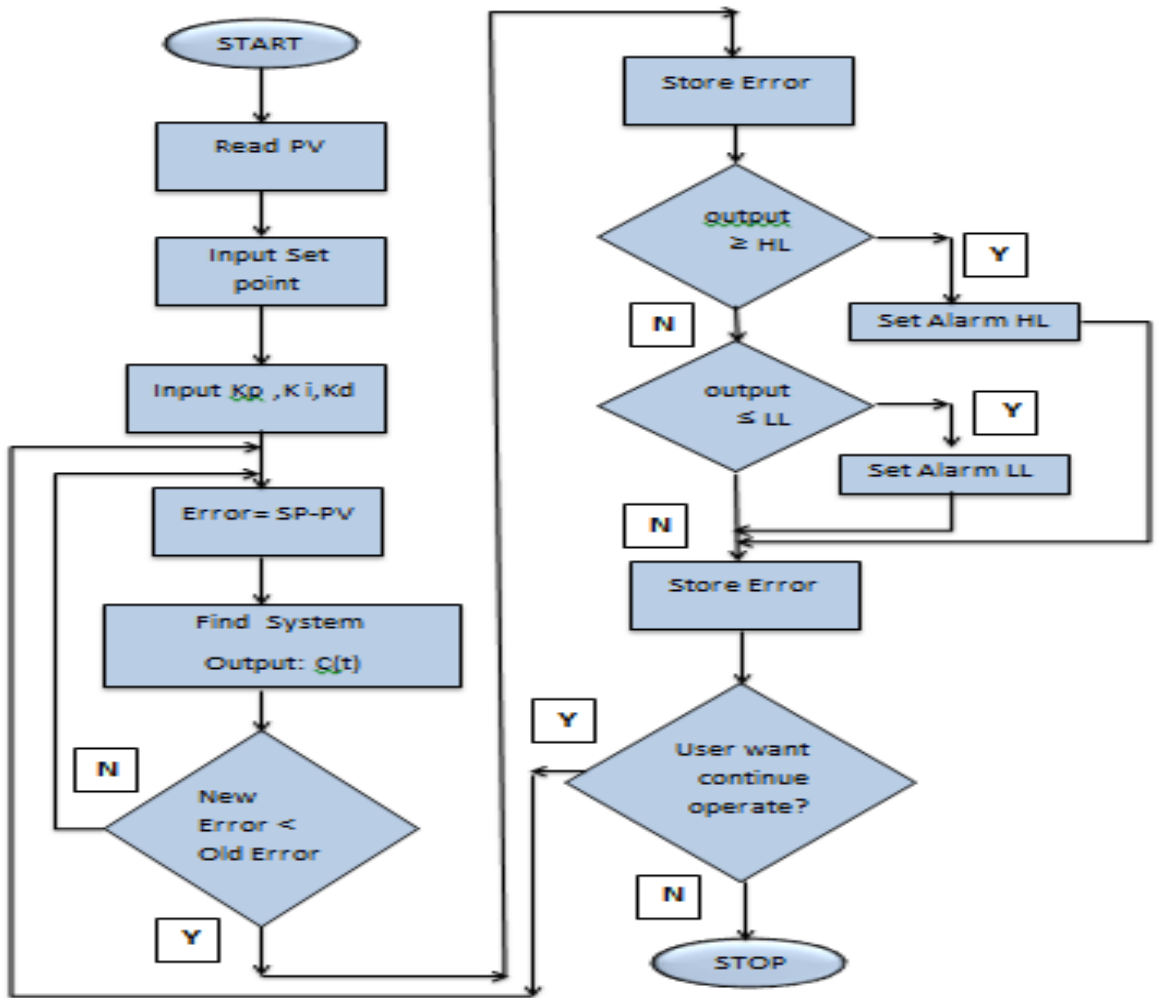 START
Read PV
Input Set
point
Input Kp ,K i,Kd
Error= SP-PV
Find System
Output: C(t)
N
New
Error <
Old Error
Y
Store Error
output
≥ HL
Y
Set Alarm HL
N
output
≤ LL
Y
Set Alarm LL
N
Store Error
Y
User want
continue
operate?
N
STOP